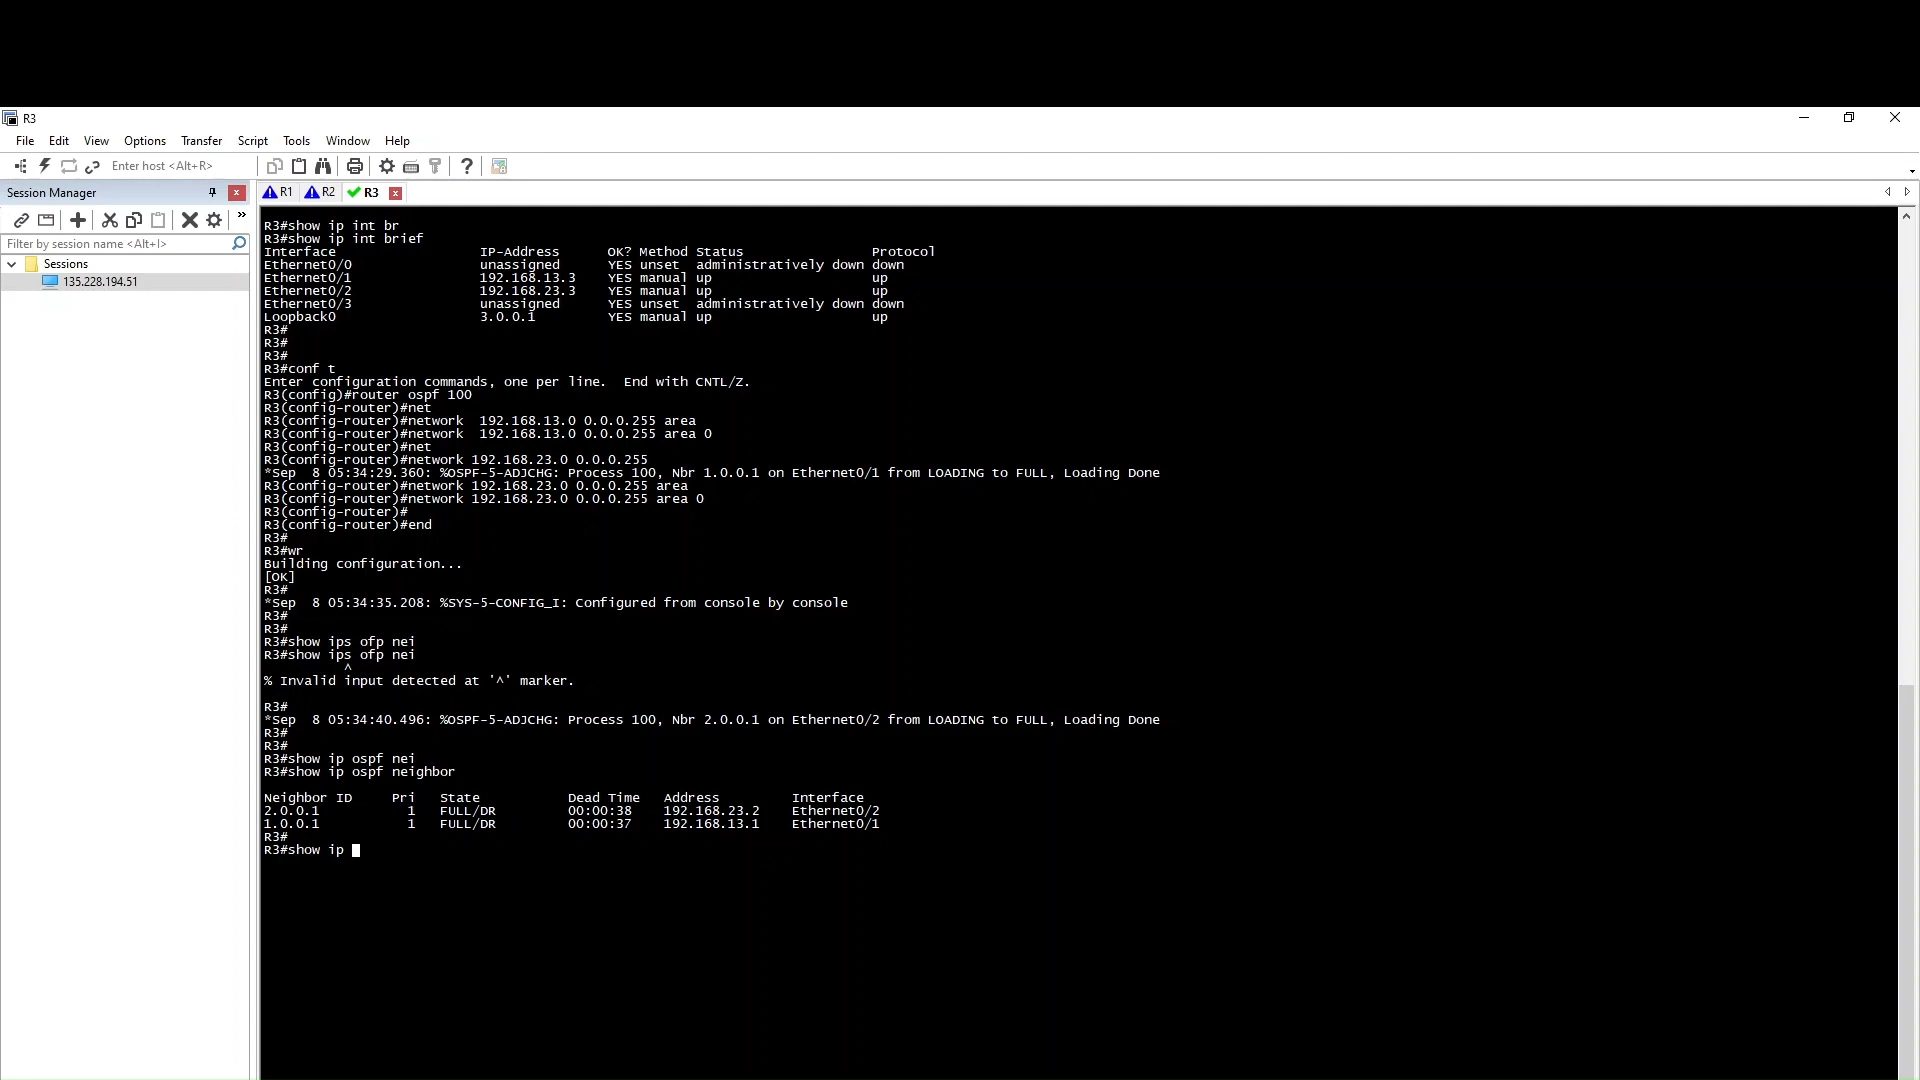 R3
File Edit View Options Transfer Script Tools Window Help
Enter host <Alt+R>
Session Manager
R1 R2 R3
Filter by session name <Alt+I>
Sessions
135.228.194.51
R3#show ip int br
R3#show ip int brief
Interface IP-Address OK? Method Status Protocol
Ethernet0/0 unassigned YES unset administratively down down
Ethernet0/1 192.168.13.3 YES manual up up
Ethernet0/2 192.168.23.3 YES manual up up
Ethernet0/3 unassigned YES unset administratively down down
Loopback0 3.0.0.1 YES manual up up
R3#
R3#
R3#
R3#conf t
Enter configuration commands, one per line. End with CNTL/Z.
R3(config)#router ospf 100
R3(config-router)#net
R3(config-router)#network 192.168.13.0 0.0.0.255 area
R3(config-router)#network 192.168.13.0 0.0.0.255 area 0
R3(config-router)#net
R3(config-router)#network 192.168.23.0 0.0.0.255
*Sep 8 05:34:29.360: %OSPF-5-ADJCHG: Process 100, Nbr 1.0.0.1 on Ethernet0/1 from LOADING to FULL, Loading Done
R3(config-router)#network 192.168.23.0 0.0.0.255 area
R3(config-router)#network 192.168.23.0 0.0.0.255 area 0
R3(config-router)#
R3(config-router)#end
R3#
R3#wr
Building configuration...
[OK]
R3#
*Sep 8 05:34:35.208: %SYS-5-CONFIG_I: Configured from console by console
R3#
R3#
R3#show ips ofp nei
R3#show ips ofp nei
^
% Invalid input detected at '^' marker.
R3#
*Sep 8 05:34:40.496: %OSPF-5-ADJCHG: Process 100, Nbr 2.0.0.1 on Ethernet0/2 from LOADING to FULL, Loading Done
R3#
R3#
R3#show ip ospf nei
R3#show ip ospf neighbor
Neighbor ID Pri State Dead Time Address Interface
2.0.0.1 1 FULL/DR 00:00:38 192.168.23.2 Ethernet0/2
1.0.0.1 1 FULL/DR 00:00:37 192.168.13.1 Ethernet0/1
R3#
R3#show ip